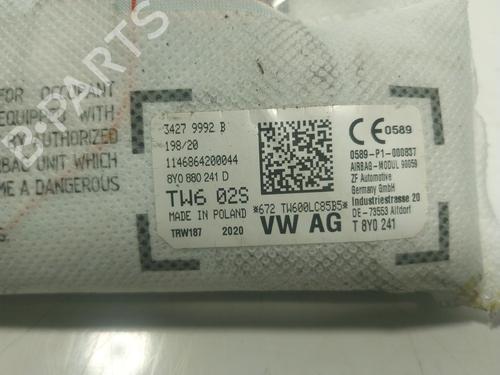 FOR OCCUPANT
EQUIPPED WITH
AUTHORIZED
BAG UNIT WHICH
ME A DANGEROUS
B-PARTS
3427 9992 B
198/20
1146864200044
8Y0 880 241 D
TW6 02S
MADE IN POLAND
TRW187 2020
*672 TW600LC85B5*
VW AG
CE 0589
0589-P1-000837
AIRBAG-MODUL 90059
ZF Automotive
Germany GmbH
Industriestrasse 20
DE - 73553 Alfdorf
T 8Y0 241